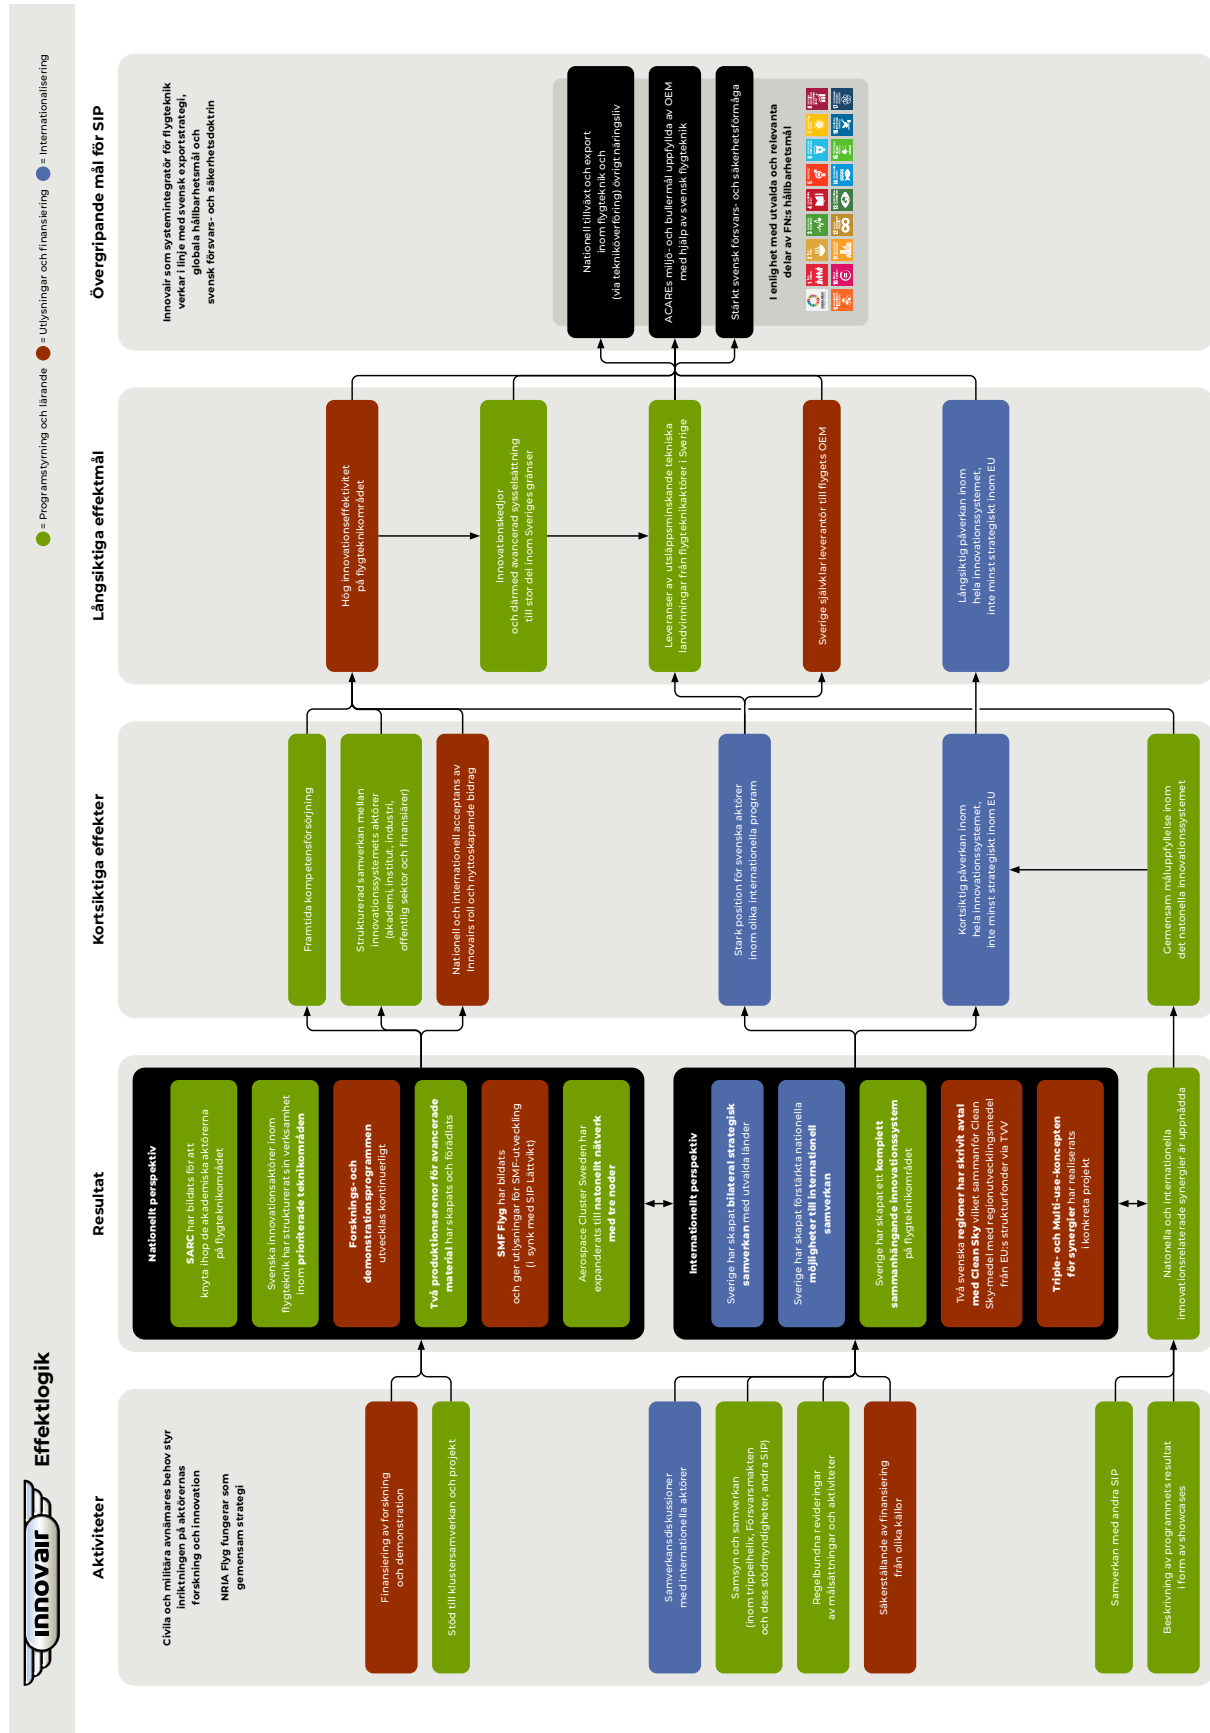 innovair
Effektlogik
= Programstyrning och lärande
= Utlysningar och finansiering
= Internationalisering
Aktiviteter
Civila och militära avnämares behov styr
inriktningen på aktörernas
forskning och innovation
NRIA Flyg fungerar som
gemensam strategi
Finansiering av forskning
och demonstration
Stöd till klustersamverkan och projekt
Samverkansdiskussioner
med internationella aktörer
Samsyn och samverkan
(inom trippelhelix, Försvarsmakten
och dess stödmyndigheter, andra SIP)
Regelbundna revideringar
av målsättningar och aktiviteter
Säkerställande av finansiering
från olika källor
Samverkan med andra SIP
Beskrivning av programmets resultat
i form av showcases
Resultat
Nationellt perspektiv
SARC har bildats för att
knyta ihop de akademiska aktörerna
på flygteknikområdet
Svenska innovationsaktörer inom
flygteknik har strukturerat sin verksamhet
inom prioriterade teknikområden
Forsknings- och
demonstrationsprogrammen
utvecklas kontinuerligt
Två produktionsarenor för avancerade
material har skapats och förädlats
SMF Flyg har bildats
och ger utlysningar för SMF-utveckling
(i synk med SIP Lättvikt)
Aerospace Cluster Sweden har
expanderats till natonellt nätverk
med tre noder
Internationellt perspektiv
Sverige har skapat bilateral strategisk
samverkan med utvalda länder
Sverige har skapat förstärkta nationella
möjligheter till internationell
samverkan
Sverige har skapat ett komplett
sammanhängande innovationssystem
på flygteknikområdet
Två svenska regioner har skrivit avtal
med Clean Sky vilket sammanför Clean
Sky-medel med regionutvecklingsmedel
från EU:s strukturfonder via TVV
Triple- och Multi-use-koncepten
för synergier har realiserats
i konkreta projekt
Natonella och internationella
innovationsrelaterade synergier är uppnådda
Kortsiktiga effekter
Framtida kompetensförsörjning
Strukturerad samverkan mellan
innovationssystemets aktörer
(akademi, institut, industri,
offentlig sektor och finansiärer)
Nationell och internationell acceptans av
Innovairs roll och nyttoskapande bidrag
Stark position för svenska aktörer
inom olika internationella program
Kortsiktig påverkan inom
hela innovationssystemet,
inte minst strategiskt inom EU
Gemensam måluppfyllelse inom
det natonella innovationssystemet
Långsiktiga effektmål
Hög innovationseffektivitet
på flygteknikområdet
Innovationskedjor
och därmed avancerad sysselsättning
till stor del inom Sveriges gränser
Leveranser av utsläppsminskande tekniska
landvinningar från flygteknikaktörer i Sverige
Sverige självklar leverantör till flygets OEM
Långsiktig påverkan inom
hela innovationssystemet,
inte minst strategiskt inom EU
Övergripande mål för SIP
Innovair som systemintegratör för flygteknik
verkar i linje med svensk exportstrategi,
globala hållbarhetsmål och
svensk försvars- och säkerhetsdoktrin
Nationell tillväxt och export
inom flygteknik och
(via tekniköverföring) övrigt näringsliv
ACAREs miljö- och bullermål uppfyllda av OEM
med hjälp av svensk flygteknik
Stärkt svensk försvars- och säkerhetsförmåga
I enlighet med utvalda och relevanta
delar av FN:s hållbarhetsmål